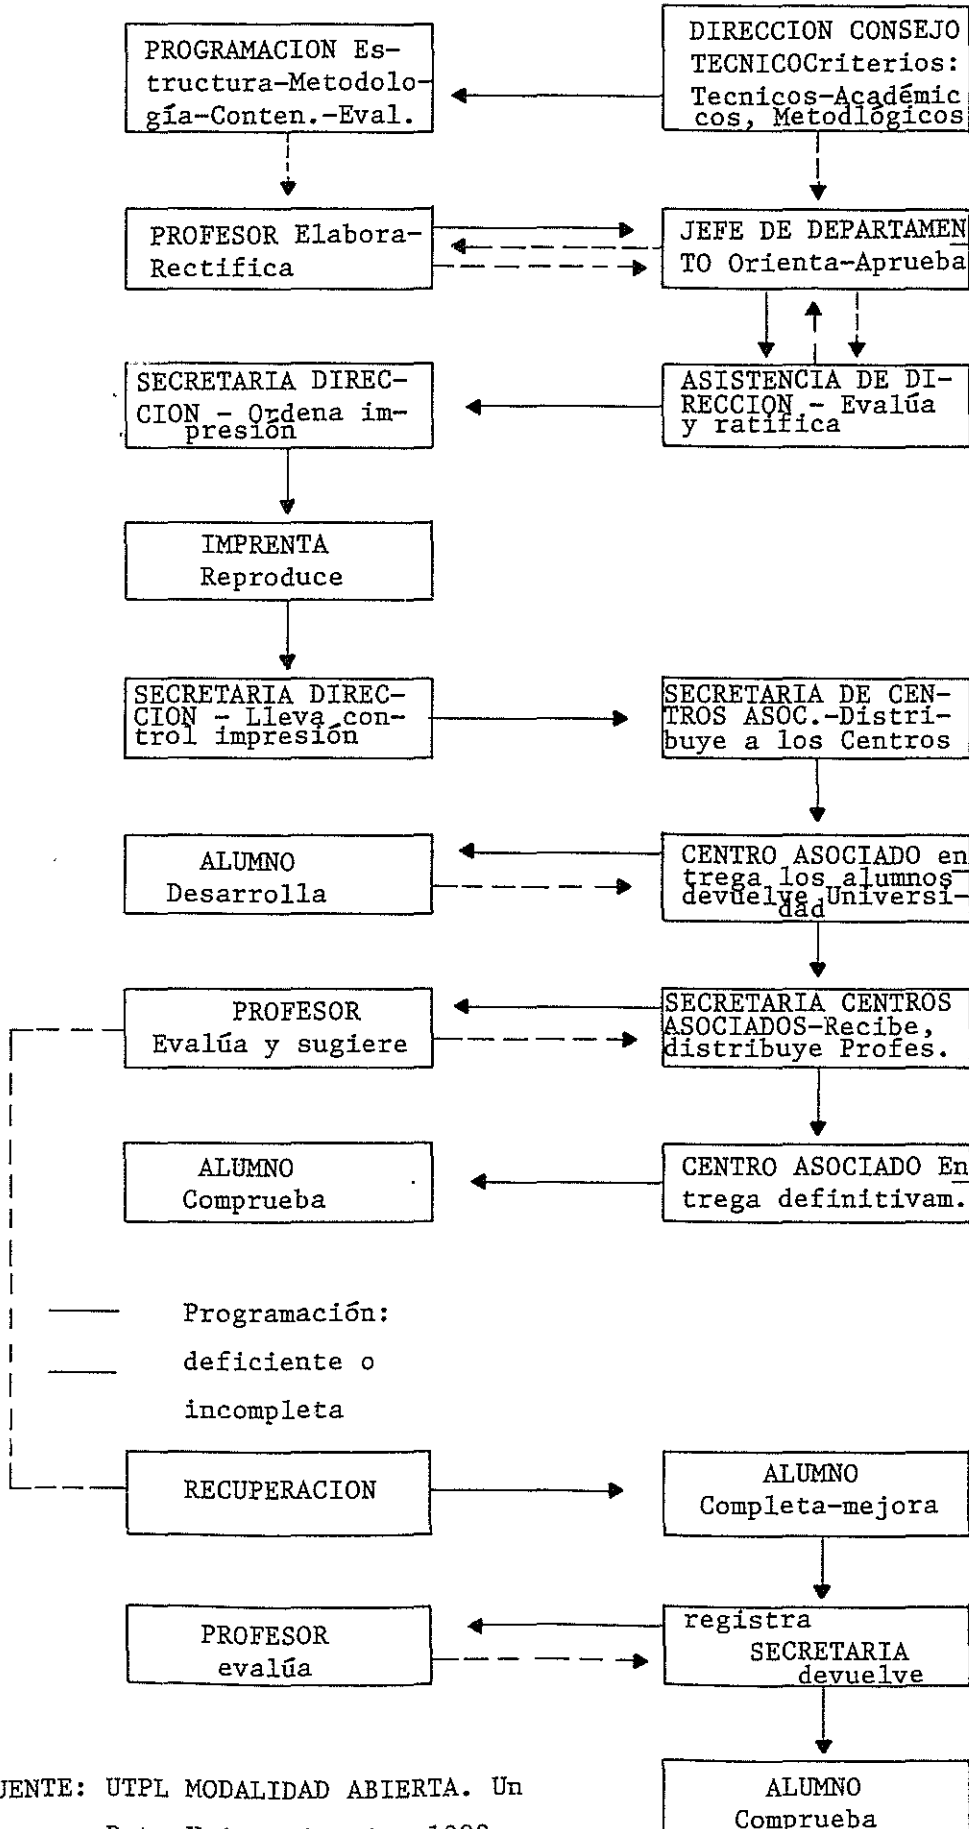 PROGRAMACION Es-
tructura-Metodolo-
gía-Conten.-Eval.
DIRECCION CONSEJO
TECNICOCriterios:
Tecnicos-Académic
cos, Metodlógicos
PROFESOR Elabora-
Rectifica
JEFE DE DEPARTAMEN
TO Orienta-Aprueba
SECRETARIA DIREC-
CION - Ordena im-
presión
ASISTENCIA DE DI-
RECCION - Evalúa
y ratifica
IMPRENTA
Reproduce
SECRETARIA DIREC-
CION - Lleva con-
trol impresión
SECRETARIA DE CEN-
TROS ASOC.-Distri-
buye a los Centros
ALUMNO
Desarrolla
CENTRO ASOCIADO en
trega los alumnos
devuelve Universi-
dad
PROFESOR
Evalúa y sugiere
SECRETARIA CENTROS
ASOCIADOS-Recibe,
distribuye Profes.
ALUMNO
Comprueba
CENTRO ASOCIADO En
trega definitivam.
Programación:
deficiente o
incompleta
RECUPERACION
ALUMNO
Completa-mejora
PROFESOR
evalúa
registra
SECRETARIA
devuelve
UENTE: UTPL MODALIDAD ABIERTA. Un
ALUMNO
Comprueba